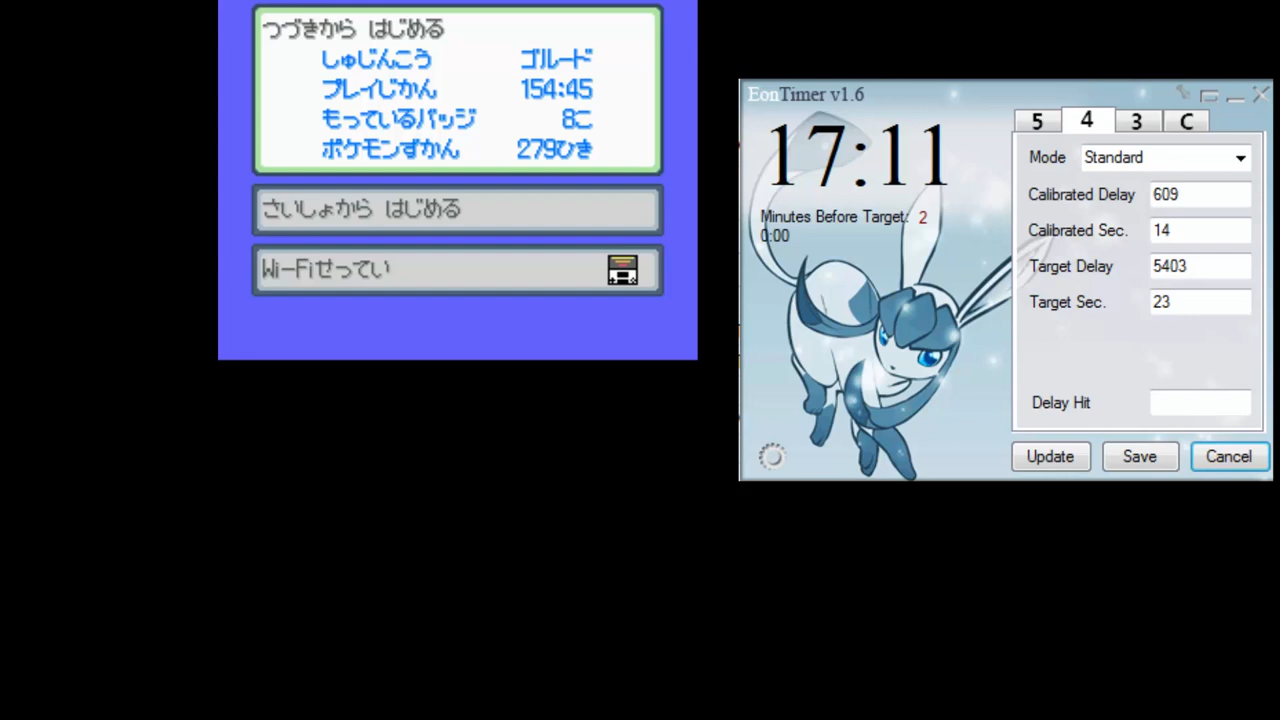 つづきから はじめる
しゅじんこう ゴルード
プレイじかん 154:45
もっているバッジ 8こ
ポケモンずかん 279ひき
さいしょから はじめる
Wi-Fiせってい
EonTimer v1.6
17:11
Minutes Before Target: 2
0:00
5 4 3 C
Mode Standard
Calibrated Delay 609
Calibrated Sec. 14
Target Delay 5403
Target Sec. 23
Delay Hit
Update Save Cancel